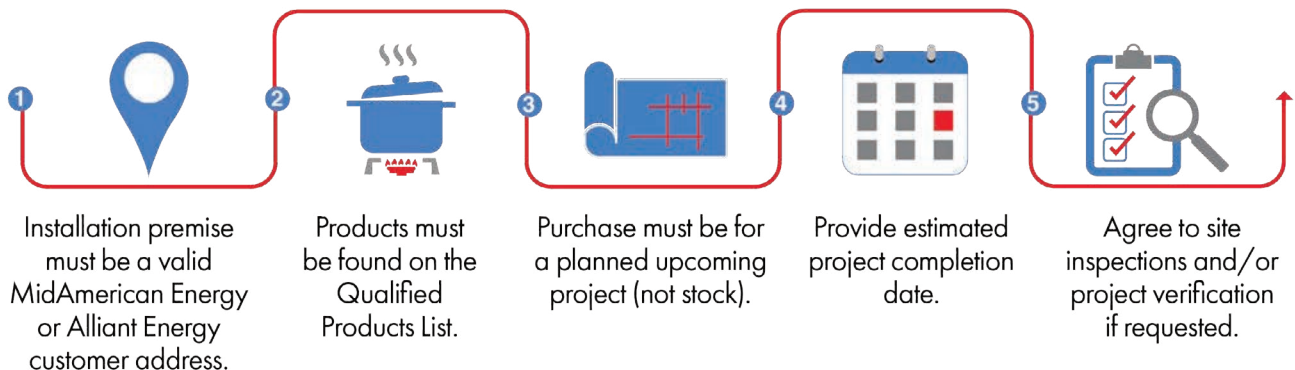 1
Installation premise
must be a valid
MidAmerican Energy
or Alliant Energy
customer address.
2
Products must
be found on the
Qualified
Products List.
3
Purchase must be for
a planned upcoming
project (not stock).
4
Provide estimated
project completion
date.
5
Agree to site
inspections and/or
project verification
if requested.